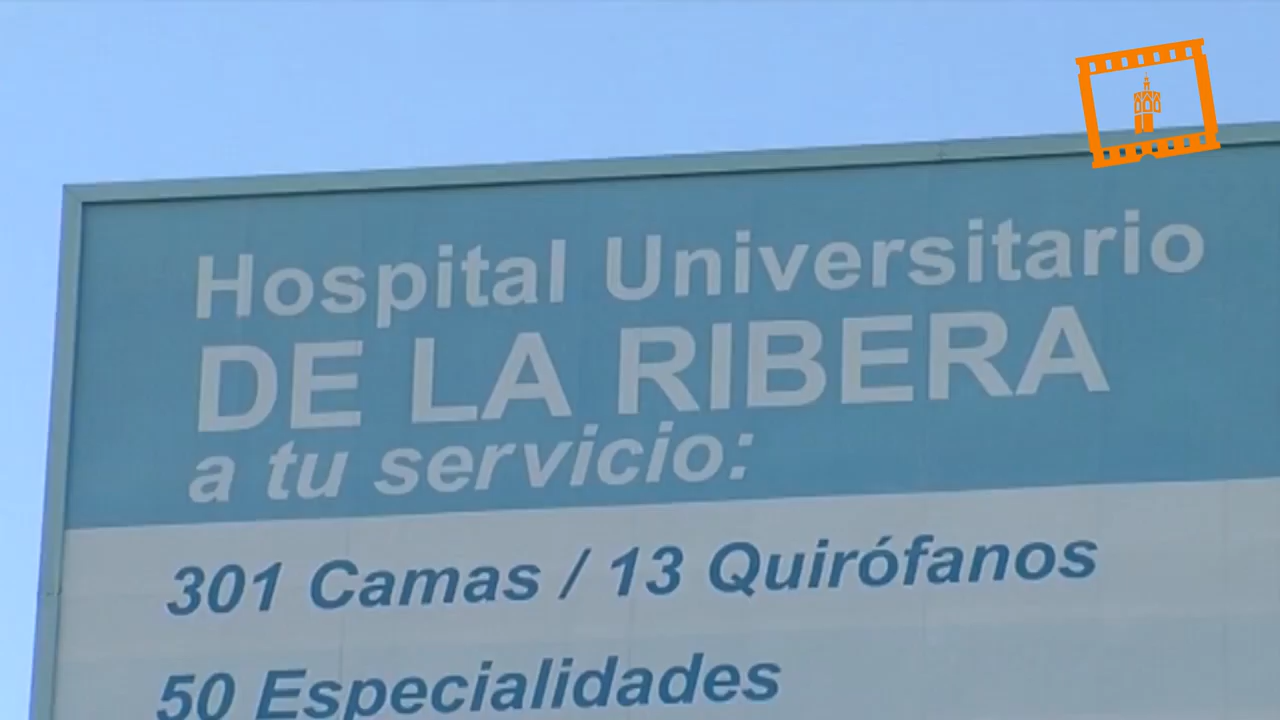 Hospital Universitario
DE LA RIBERA
a tu servicio:
301 Camas / 13 Quirófanos
50 Especialidades